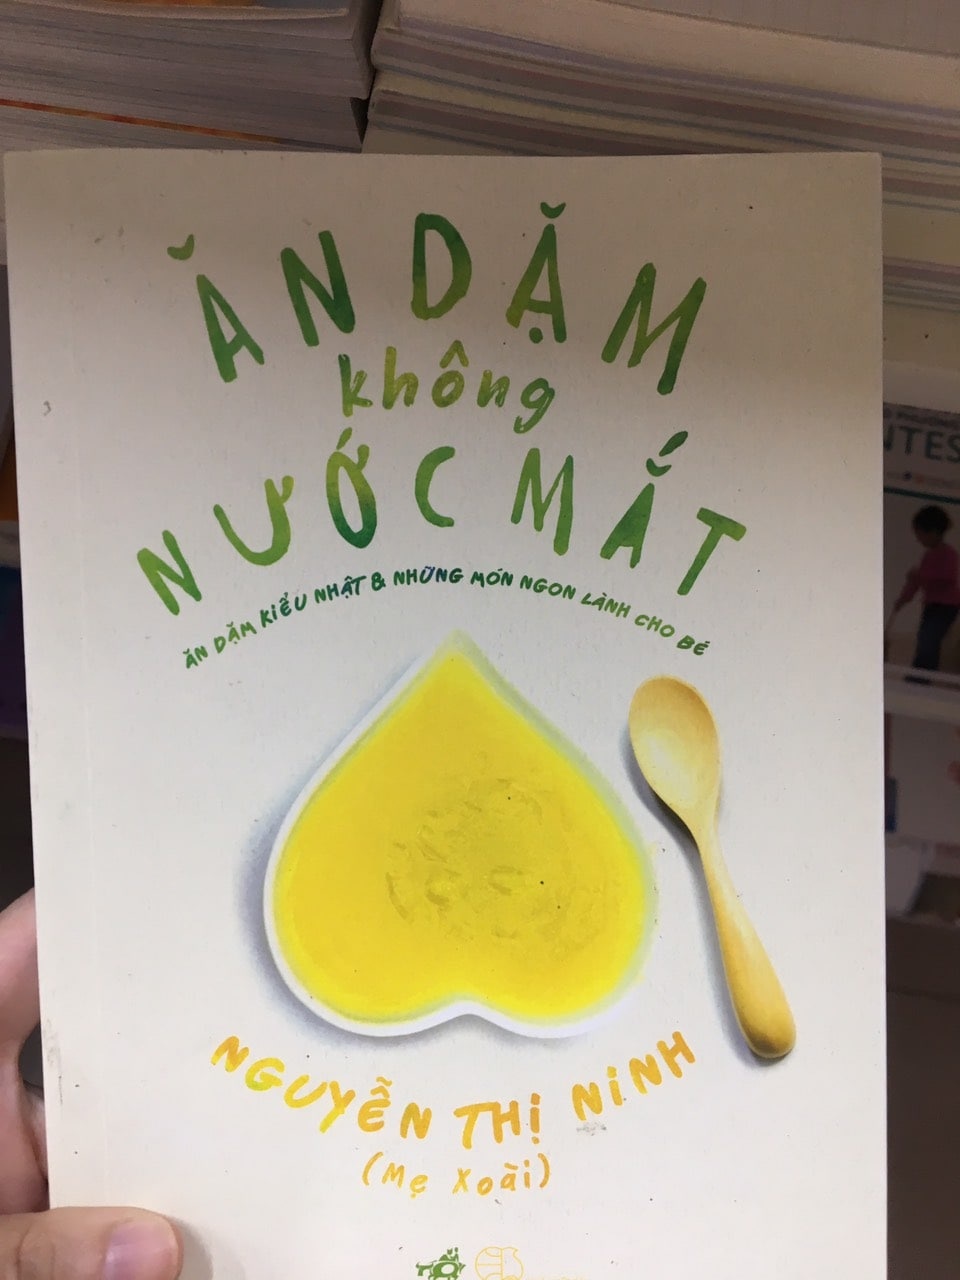 ĂN DẶM
không
NƯỚC MẮT
ĂN DẶM KIỂU NHẬT & NHỮNG MÓN NGON LÀNH CHO BÉ
NGUYỄN THỊ NINH
(Mẹ Xoài)